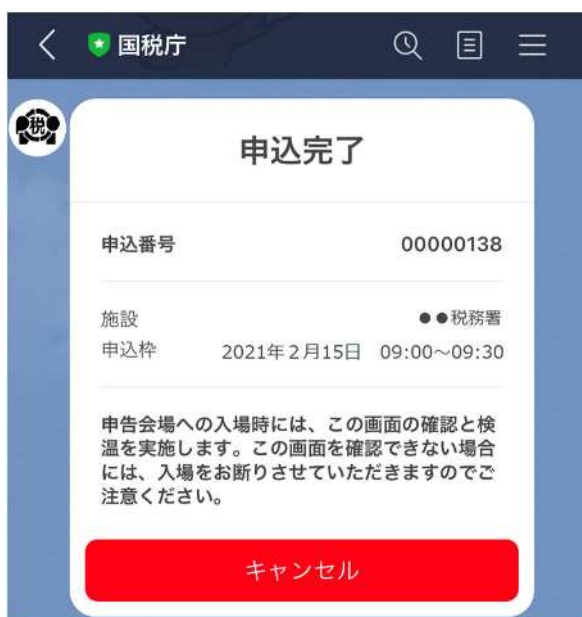 国税庁
税
申込完了
申込番号 00000138
施設 ●●税務署
申込枠 2021年2月15日 09:00～09:30
申告会場への入場時には、この画面の確認と検
温を実施します。この画面を確認できない場合
には、入場をお断りさせていただきますのでご
注意ください。
キャンセル